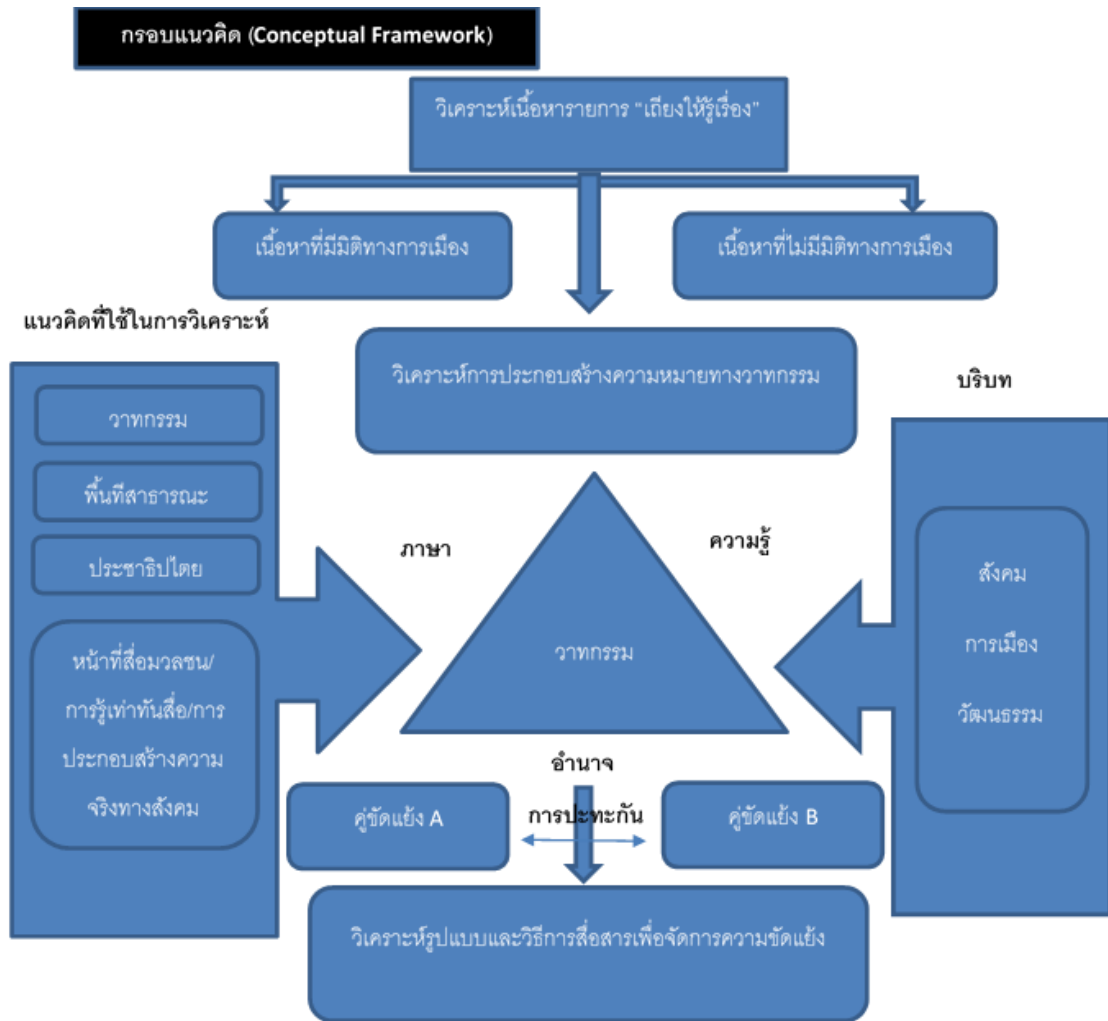 กรอบแนวคิด (Conceptual Framework)
วิเคราะห์เนื้อหารายการ “เถียงให้รู้เรื่อง”
เนื้อหาที่มีมิติทางการเมือง
เนื้อหาที่ไม่มีมิติทางการเมือง
แนวคิดที่ใช้ในการวิเคราะห์
วิเคราะห์การประกอบสร้างความหมายทางวาทกรรม
บริบท
วาทกรรม
พื้นที่สาธารณะ
ประชาธิปไตย
หน้าที่สื่อมวลชน/
การรู้เท่าทันสื่อ/การ
ประกอบสร้างความ
จริงทางสังคม
ภาษา
ความรู้
วาทกรรม
อำนาจ
สังคม
การเมือง
วัฒนธรรม
คู่ขัดแย้ง A
การปะทะกัน
คู่ขัดแย้ง B
วิเคราะห์รูปแบบและวิธีการสื่อสารเพื่อจัดการความขัดแย้ง